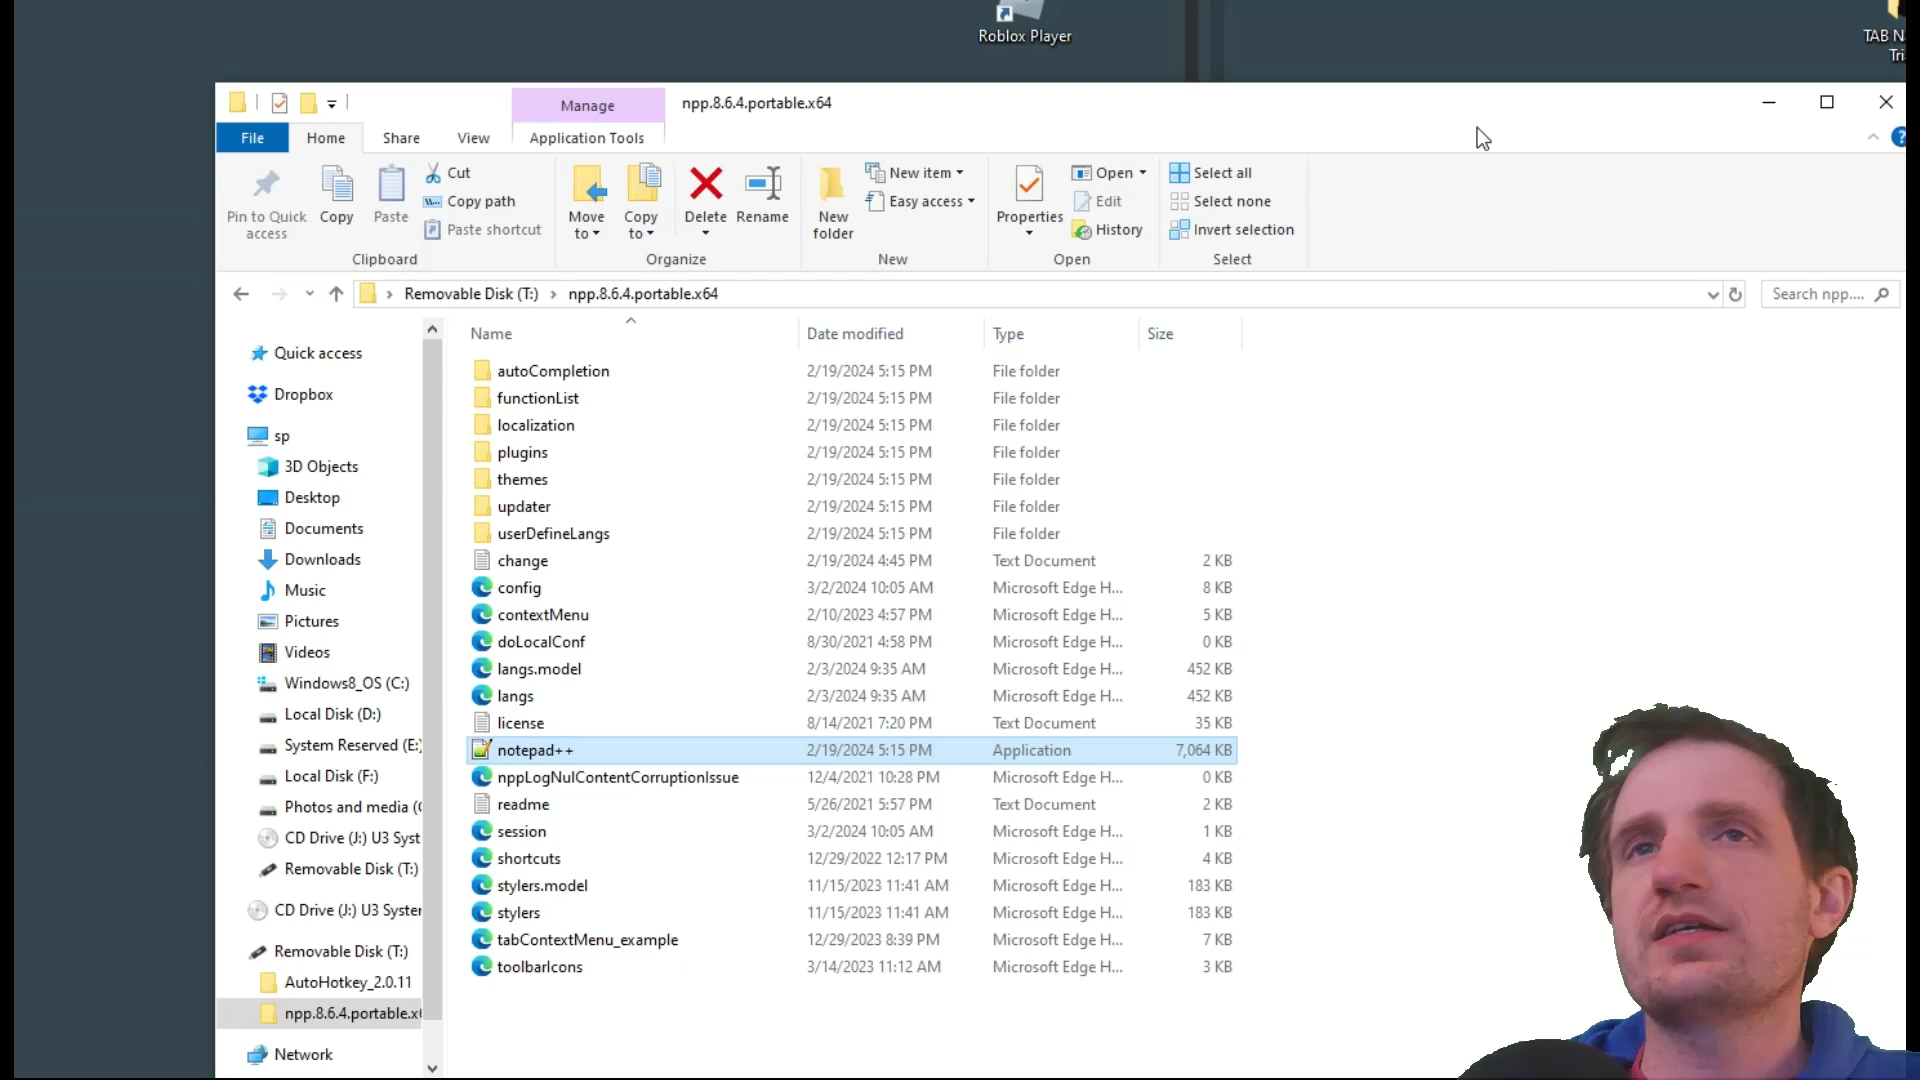 Roblox Player
TAB N
Tri
Manage
npp.8.6.4.portable.x64
File
Home
Share
View
Application Tools
Pin to Quick
access
Copy
Paste
Cut
Copy path
Paste shortcut
Clipboard
Move
to
Copy
to
Delete
Rename
Organize
New
folder
New item
Easy access
New
Properties
Open
Edit
History
Open
Select all
Select none
Invert selection
Select
Removable Disk (T:) > npp.8.6.4.portable.x64
Search npp....
Quick access
Dropbox
sp
3D Objects
Desktop
Documents
Downloads
Music
Pictures
Videos
Windows8_OS (C:)
Local Disk (D:)
System Reserved (E:
Local Disk (F:)
Photos and media (
CD Drive (J:) U3 Syst
Removable Disk (T:)
CD Drive (J:) U3 Syster
Removable Disk (T:)
AutoHotkey_2.0.11
npp.8.6.4.portable.x
Network
Name Date modified Type Size
autoCompletion 2/19/2024 5:15 PM File folder
functionList 2/19/2024 5:15 PM File folder
localization 2/19/2024 5:15 PM File folder
plugins 2/19/2024 5:15 PM File folder
themes 2/19/2024 5:15 PM File folder
updater 2/19/2024 5:15 PM File folder
userDefineLangs 2/19/2024 5:15 PM File folder
change 2/19/2024 4:45 PM Text Document 2 KB
config 3/2/2024 10:05 AM Microsoft Edge H... 8 KB
contextMenu 2/10/2023 4:57 PM Microsoft Edge H... 5 KB
doLocalConf 8/30/2021 4:58 PM Microsoft Edge H... 0 KB
langs.model 2/3/2024 9:35 AM Microsoft Edge H... 452 KB
langs 2/3/2024 9:35 AM Microsoft Edge H... 452 KB
license 8/14/2021 7:20 PM Text Document 35 KB
notepad++ 2/19/2024 5:15 PM Application 7,064 KB
nppLogNulContentCorruptionIssue 12/4/2021 10:28 PM Microsoft Edge H... 0 KB
readme 5/26/2021 5:57 PM Text Document 2 KB
session 3/2/2024 10:05 AM Microsoft Edge H... 1 KB
shortcuts 12/29/2022 12:17 PM Microsoft Edge H... 4 KB
stylers.model 11/15/2023 11:41 AM Microsoft Edge H... 183 KB
stylers 11/15/2023 11:41 AM Microsoft Edge H... 183 KB
tabContextMenu_example 12/29/2023 8:39 PM Microsoft Edge H... 7 KB
toolbarIcons 3/14/2023 11:12 AM Microsoft Edge H... 3 KB